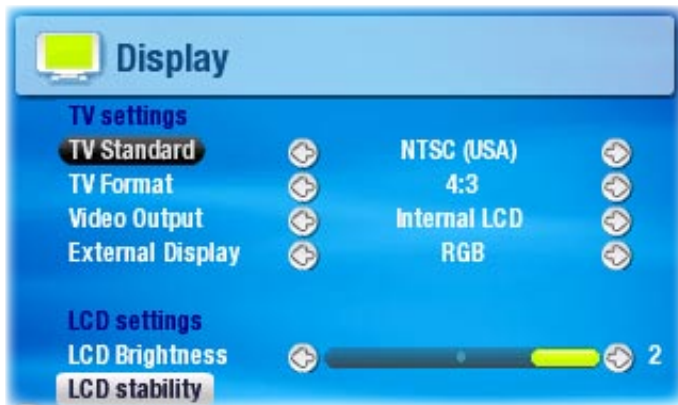 Display
TV settings
TV Standard NTSC (USA)
TV Format 4:3
Video Output Internal LCD
External Display RGB
LCD settings
LCD Brightness 2
LCD stability